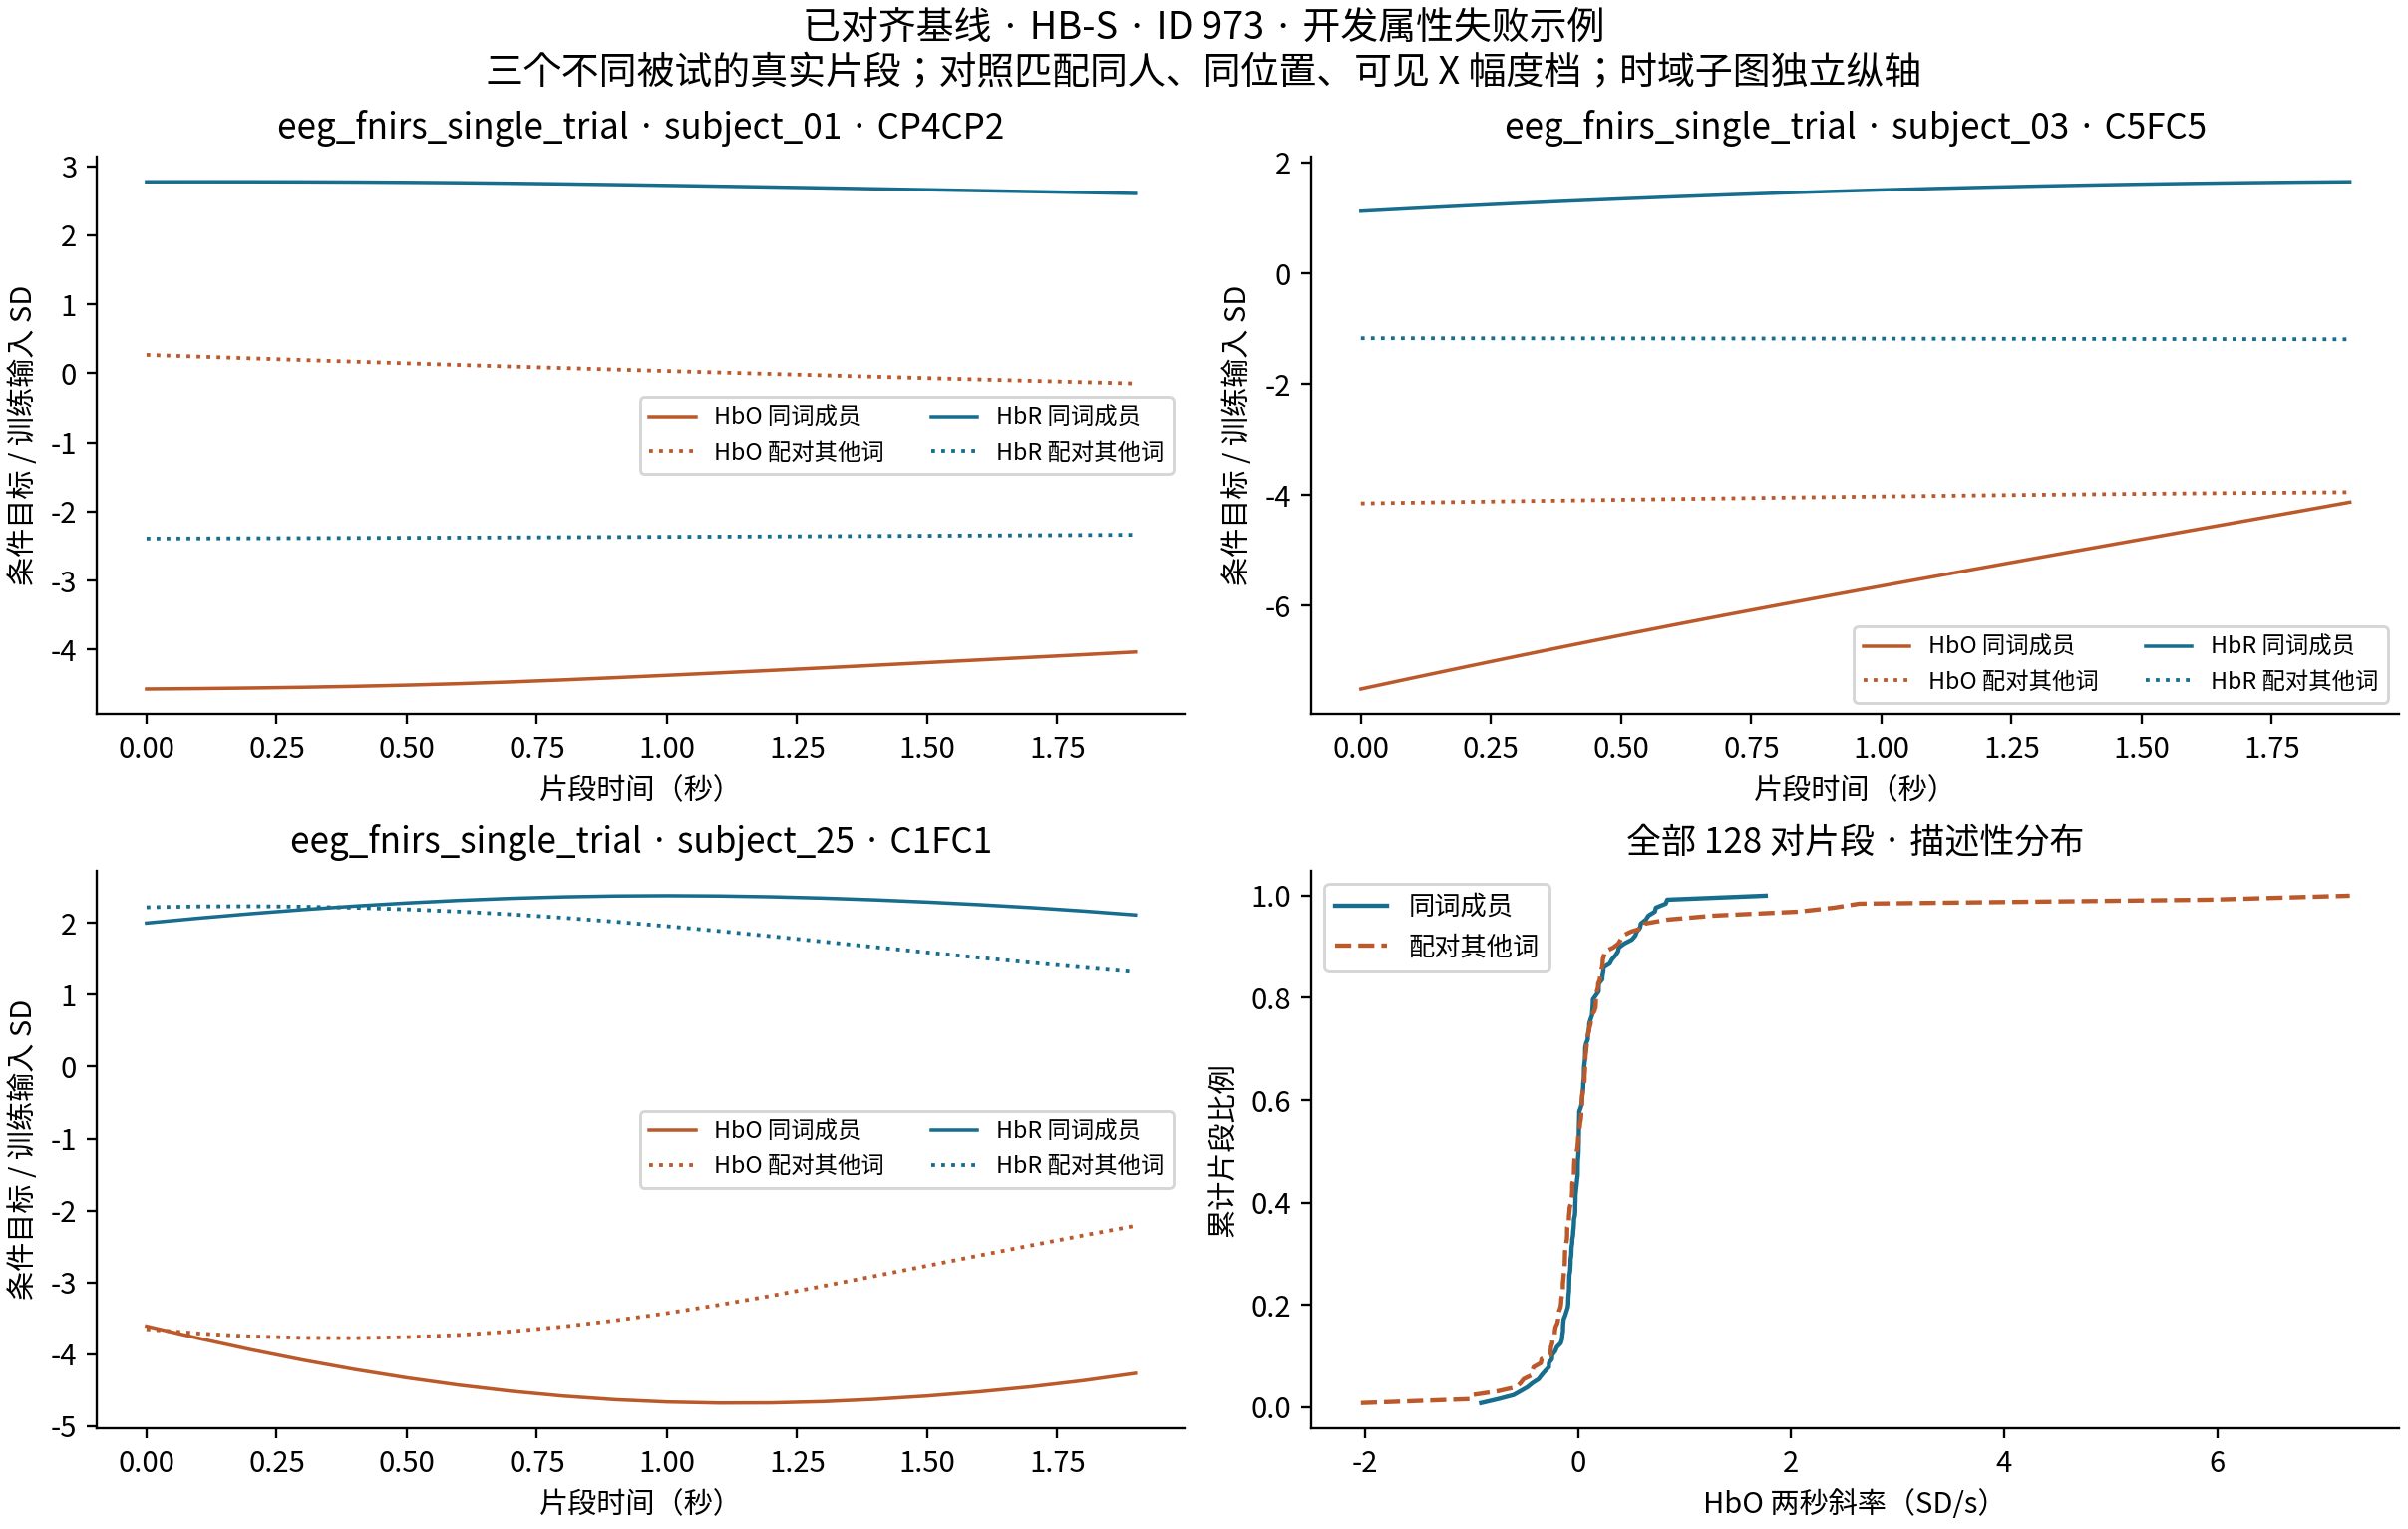 已对齐基线 · HB-S · ID 973 · 开发属性失败示例
三个不同被试的真实片段；对照匹配同人、同位置、可见 X 幅度档；时域子图独立纵轴
eeg_fnirs_single_trial · subject_01 · CP4CP2
条件目标 / 训练输入 SD
3
2
1
0
-1
-2
-3
-4
HbO 同词成员
HbR 同词成员
HbO 配对其他词
HbR 配对其他词
0.00 0.25 0.50 0.75 1.00 1.25 1.50 1.75
片段时间（秒）
eeg_fnirs_single_trial · subject_03 · C5FC5
条件目标 / 训练输入 SD
2
0
-2
-4
-6
HbO 同词成员
HbR 同词成员
HbO 配对其他词
HbR 配对其他词
0.00 0.25 0.50 0.75 1.00 1.25 1.50 1.75
片段时间（秒）
eeg_fnirs_single_trial · subject_25 · C1FC1
条件目标 / 训练输入 SD
2
1
0
-1
-2
-3
-4
-5
HbO 同词成员
HbR 同词成员
HbO 配对其他词
HbR 配对其他词
0.00 0.25 0.50 0.75 1.00 1.25 1.50 1.75
片段时间（秒）
全部 128 对片段 · 描述性分布
累计片段比例
1.0
0.8
0.6
0.4
0.2
0.0
同词成员
配对其他词
-2 0 2 4 6
HbO 两秒斜率（SD/s）